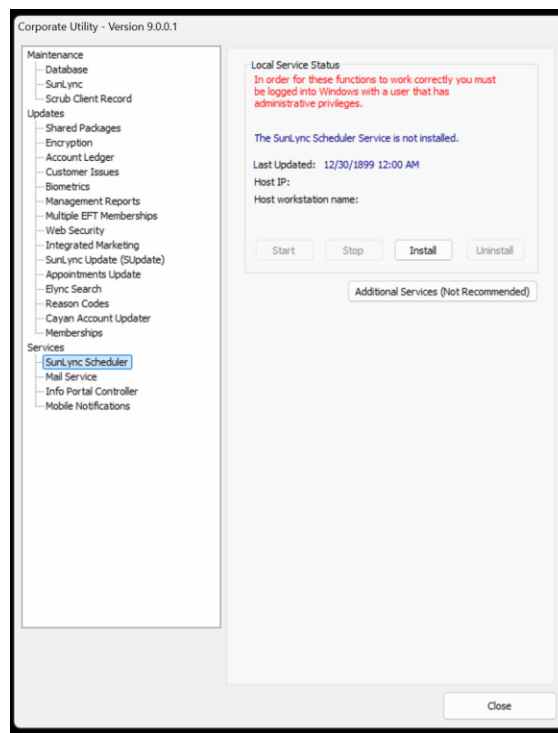 Corporate Utility - Version 9.0.0.1
Maintenance
Database
SunLync
Scrub Client Record
Updates
Shared Packages
Encryption
Account Ledger
Customer Issues
Biometrics
Management Reports
Multiple EFT Memberships
Web Security
Integrated Marketing
SunLync Update (SUpdate)
Appointments Update
Elync Search
Reason Codes
Cayan Account Updater
Memberships
Services
SunLync Scheduler
Mail Service
Info Portal Controller
Mobile Notifications
Local Service Status
In order for these functions to work correctly you must
be logged into Windows with a user that has
administrative privileges.
The SunLync Scheduler Service is not installed.
Last Updated: 12/30/1899 12:00 AM
Host IP:
Host workstation name:
Start Stop Install Uninstall
Additional Services (Not Recommended)
Close